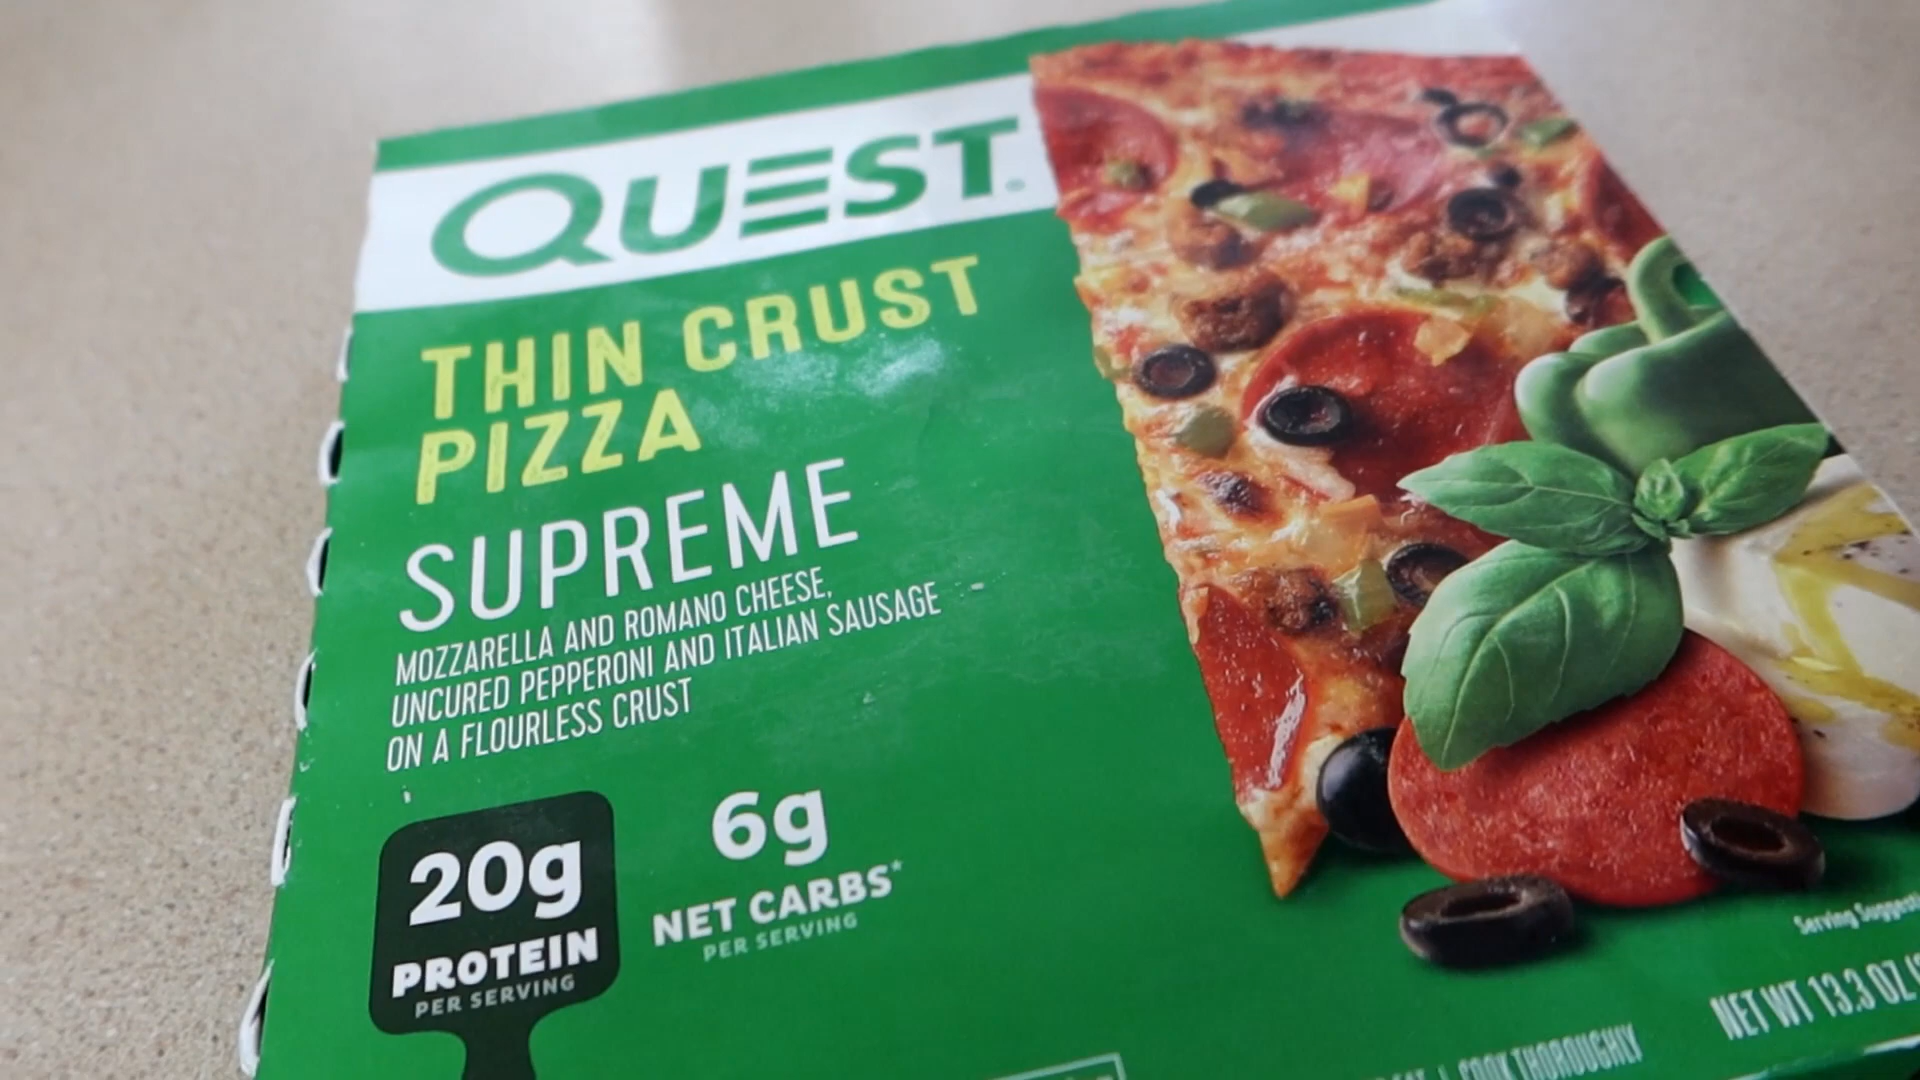 QUEST
THIN CRUST
PIZZA
SUPREME
MOZZARELLA AND ROMANO CHEESE,
UNCURED PEPPERONI AND ITALIAN SAUSAGE
ON A FLOURLESS CRUST
20g
PROTEIN
PER SERVING
6g
NET CARBS*
PER SERVING
Serving
NET WT 13.3 OZ
COOK THOROUGHLY